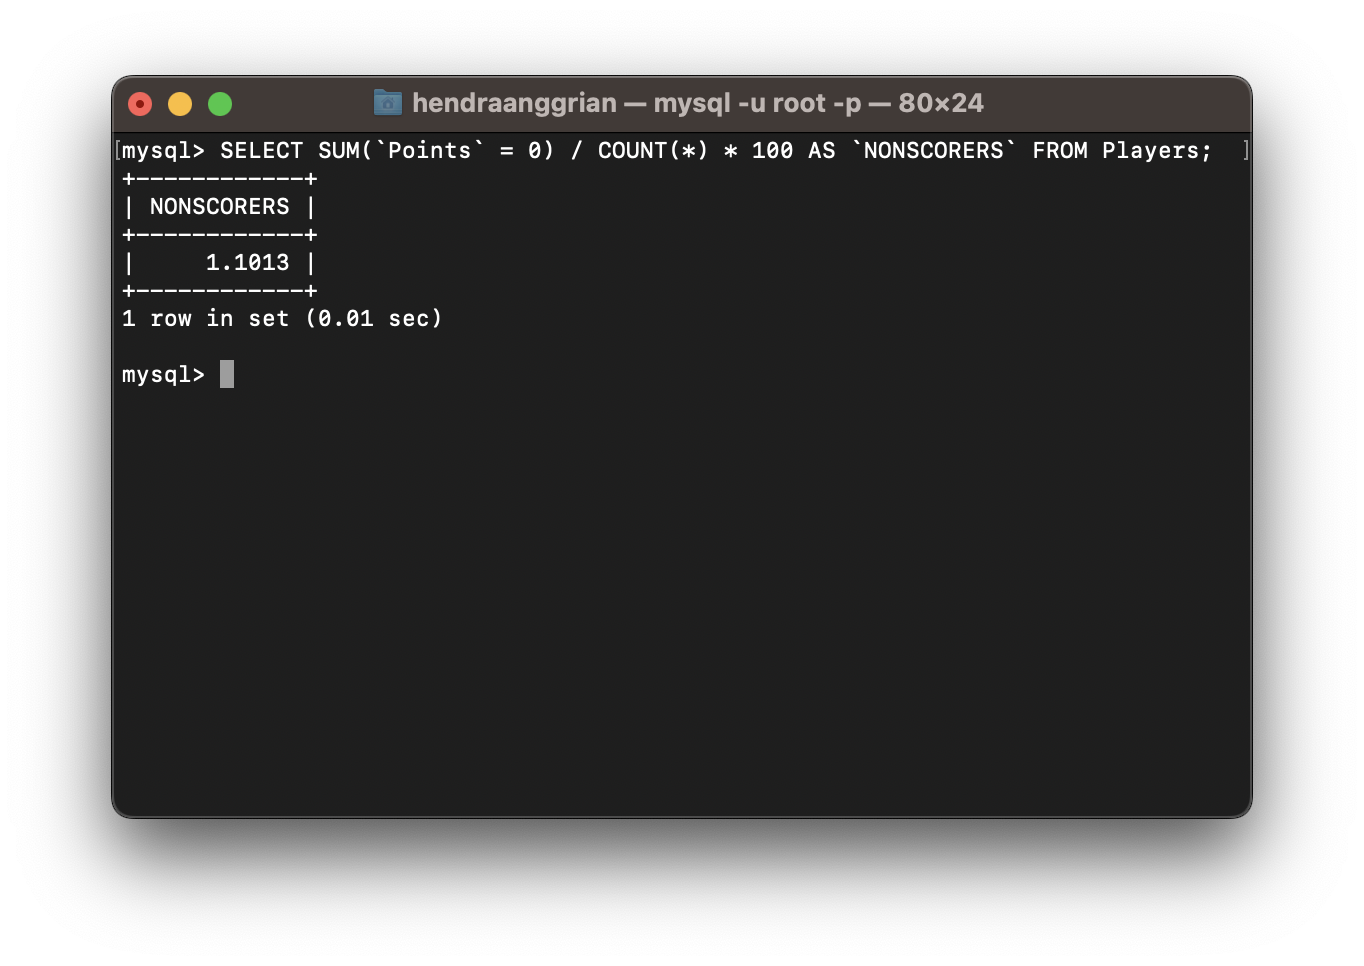 hendraanggrian — mysql -u root -p — 80×24
[mysql> SELECT SUM(`Points` = 0) / COUNT(*) * 100 AS `NONSCORERS` FROM Players;  ]
+------------+
| NONSCORERS |
+------------+
|     1.1013 |
+------------+
1 row in set (0.01 sec)
mysql>